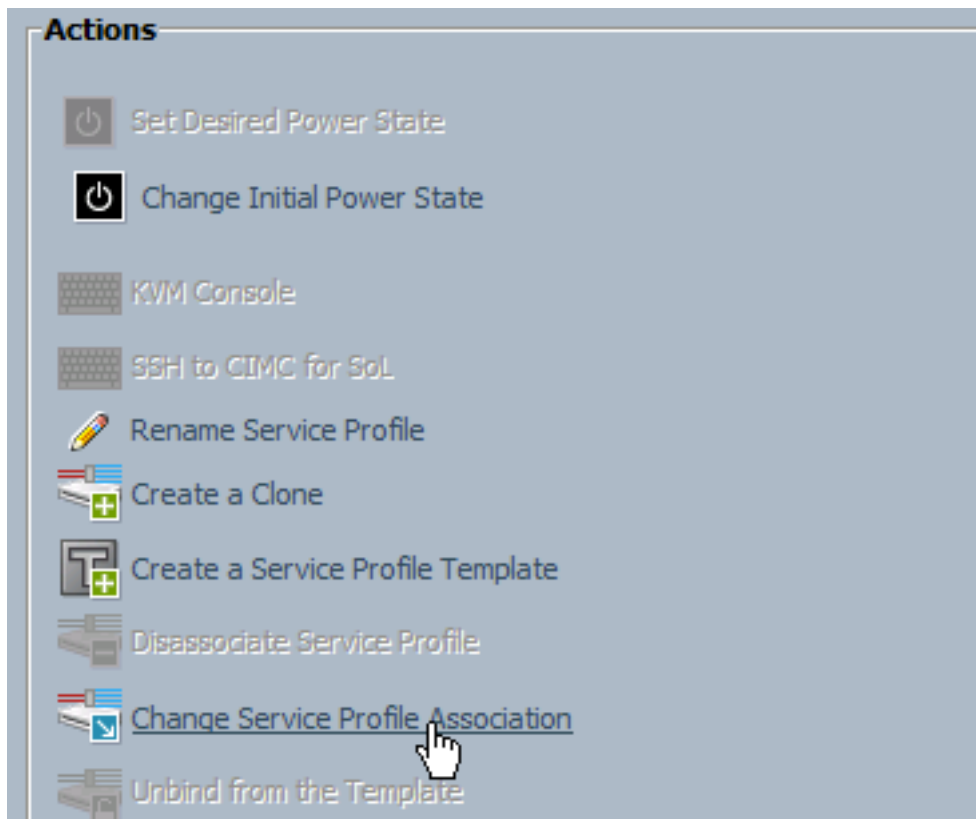 Actions
Set Desired Power State
Change Initial Power State
KVM Console
SSH to CIMC for SoL
Rename Service Profile
Create a Clone
Create a Service Profile Template
Disassociate Service Profile
Change Service Profile Association
Unbind from the Template